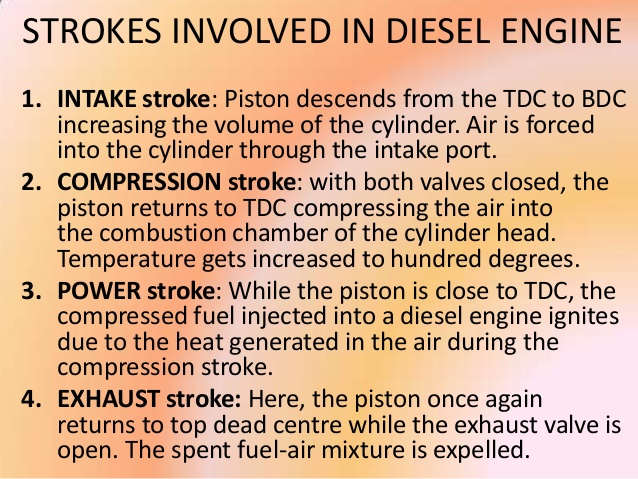 STROKES INVOLVED IN DIESEL ENGINE
1. INTAKE stroke: Piston descends from the TDC to BDC
increasing the volume of the cylinder. Air is forced
into the cylinder through the intake port.
2. COMPRESSION stroke: with both valves closed, the
piston returns to TDC compressing the air into
the combustion chamber of the cylinder head.
Temperature gets increased to hundred degrees.
3. POWER stroke: While the piston is close to TDC, the
compressed fuel injected into a diesel engine ignites
due to the heat generated in the air during the
compression stroke.
4. EXHAUST stroke: Here, the piston once again
returns to top dead centre while the exhaust valve is
open. The spent fuel-air mixture is expelled.